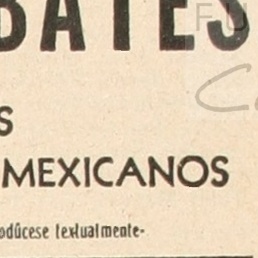 BATES
S
MEXICANOS
odúcese textualmente-